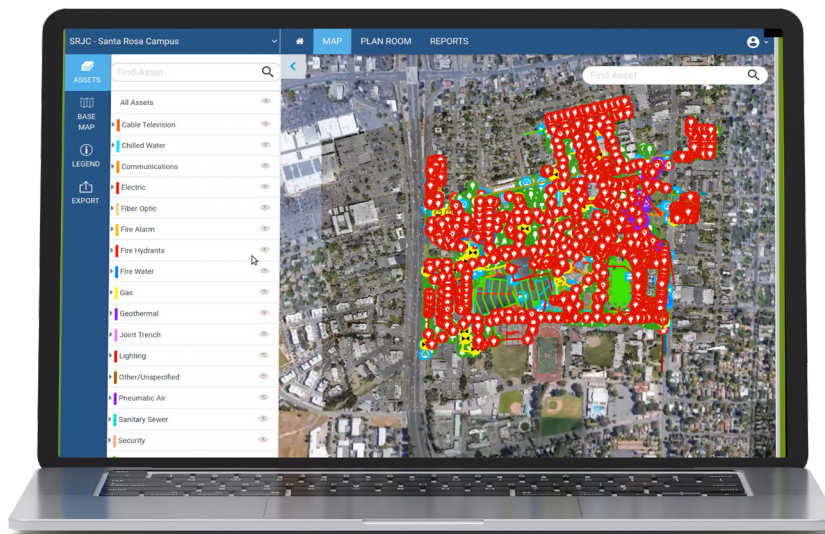 SRJC - Santa Rosa Campus
MAP
PLAN ROOM
REPORTS
ASSETS
BASE
MAP
LEGEND
EXPORT
Find Asset
All Assets
Cable Television
Chilled Water
Communications
Electric
Fiber Optic
Fire Alarm
Fire Hydrants
Fire Water
Gas
Geothermal
Joint Trench
Lighting
Other/Unspecified
Pneumatic Air
Sanitary Sewer
Security
Find Asset